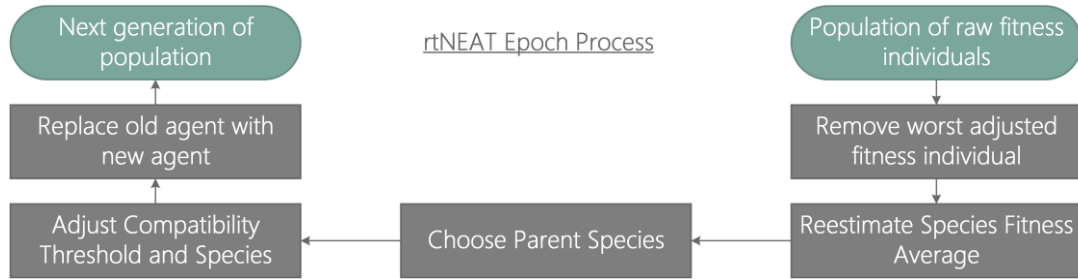 rtNEAT Epoch Process
Population of raw fitness
individuals
Remove worst adjusted
fitness individual
Reestimate Species Fitness
Average
Choose Parent Species
Adjust Compatibility
Threshold and Species
Replace old agent with
new agent
Next generation of
population